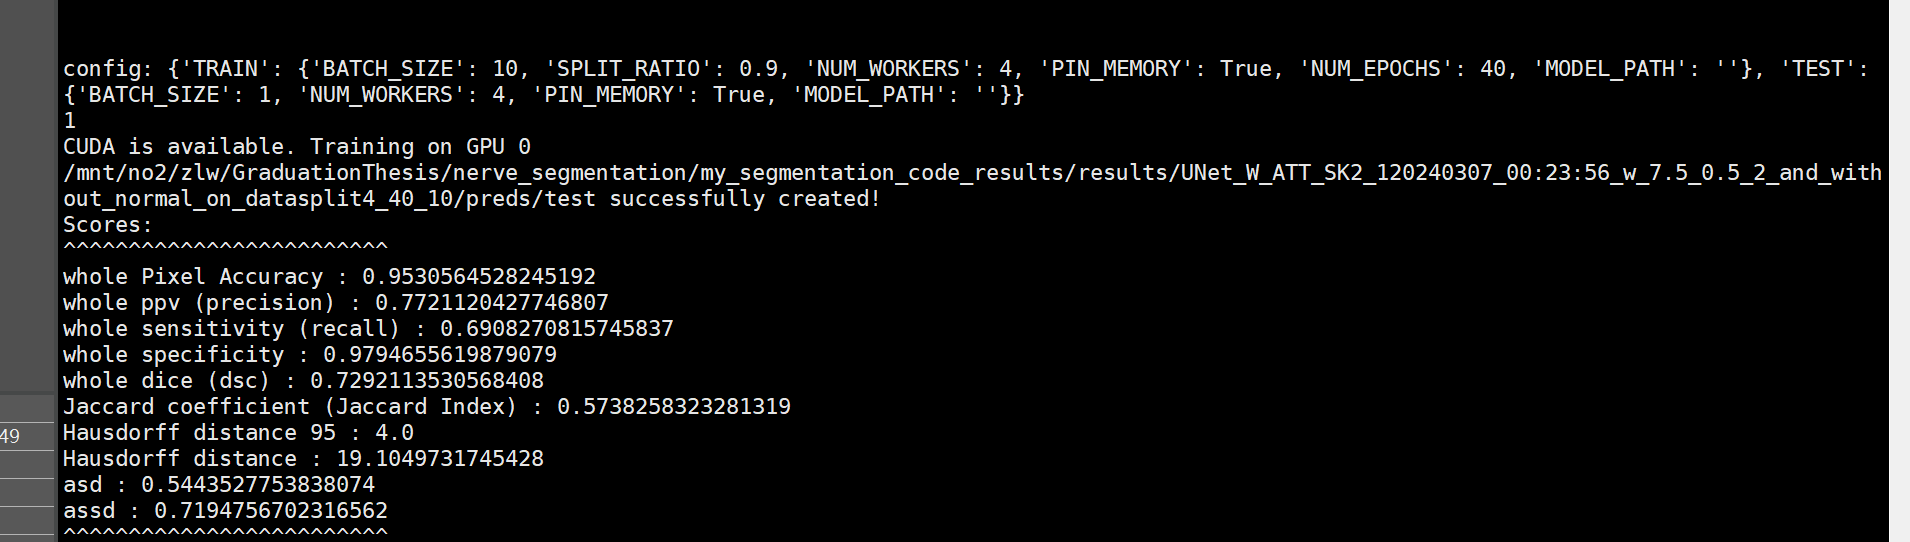 config: {'TRAIN': {'BATCH_SIZE': 10, 'SPLIT_RATIO': 0.9, 'NUM_WORKERS': 4, 'PIN_MEMORY': True, 'NUM_EPOCHS': 40, 'MODEL_PATH': ''}, 'TEST':
{'BATCH_SIZE': 1, 'NUM_WORKERS': 4, 'PIN_MEMORY': True, 'MODEL_PATH': ''}}
1
CUDA is available. Training on GPU 0
/mnt/no2/zlw/GraduationThesis/nerve_segmentation/my_segmentation_code_results/results/UNet_W_ATT_SK2_120240307_00:23:56_w_7.5_0.5_2_and_with
out_normal_on_datasplit4_40_10/preds/test successfully created!
Scores:
^^^^^^^^^^^^^^^^^^^^^^^^^
whole Pixel Accuracy : 0.9530564528245192
whole ppv (precision) : 0.7721120427746807
whole sensitivity (recall) : 0.6908270815745837
whole specificity : 0.9794655619879079
whole dice (dsc) : 0.7292113530568408
Jaccard coefficient (Jaccard Index) : 0.5738258323281319
Hausdorff distance 95 : 4.0
49
Hausdorff distance : 19.1049731745428
asd : 0.5443527753838074
assd : 0.7194756702316562
^^^^^^^^^^^^^^^^^^^^^^^^^